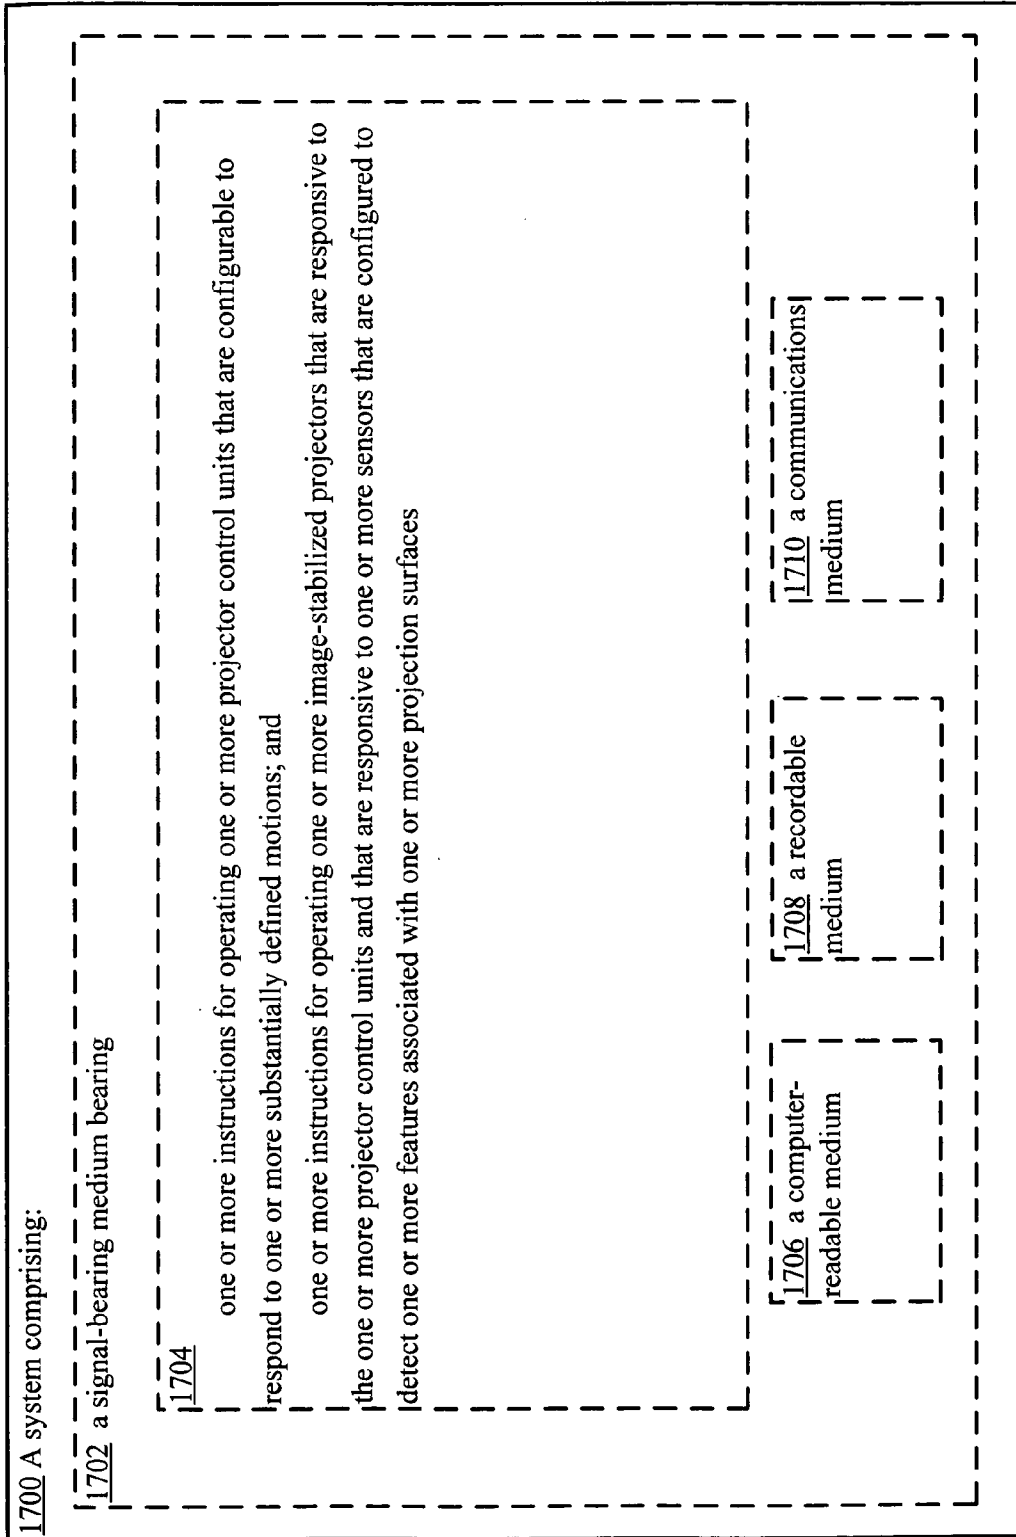 1700 A system comprising:
1702 a signal-bearing medium bearing
1704
one or more instructions for operating one or more projector control units that are configurable to
respond to one or more substantially defined motions; and
one or more instructions for operating one or more image-stabilized projectors that are responsive to
the one or more projector control units and that are responsive to one or more sensors that are configured to
detect one or more features associated with one or more projection surfaces
1706 a computer-
readable medium
1708 a recordable
medium
1710 a communications
medium